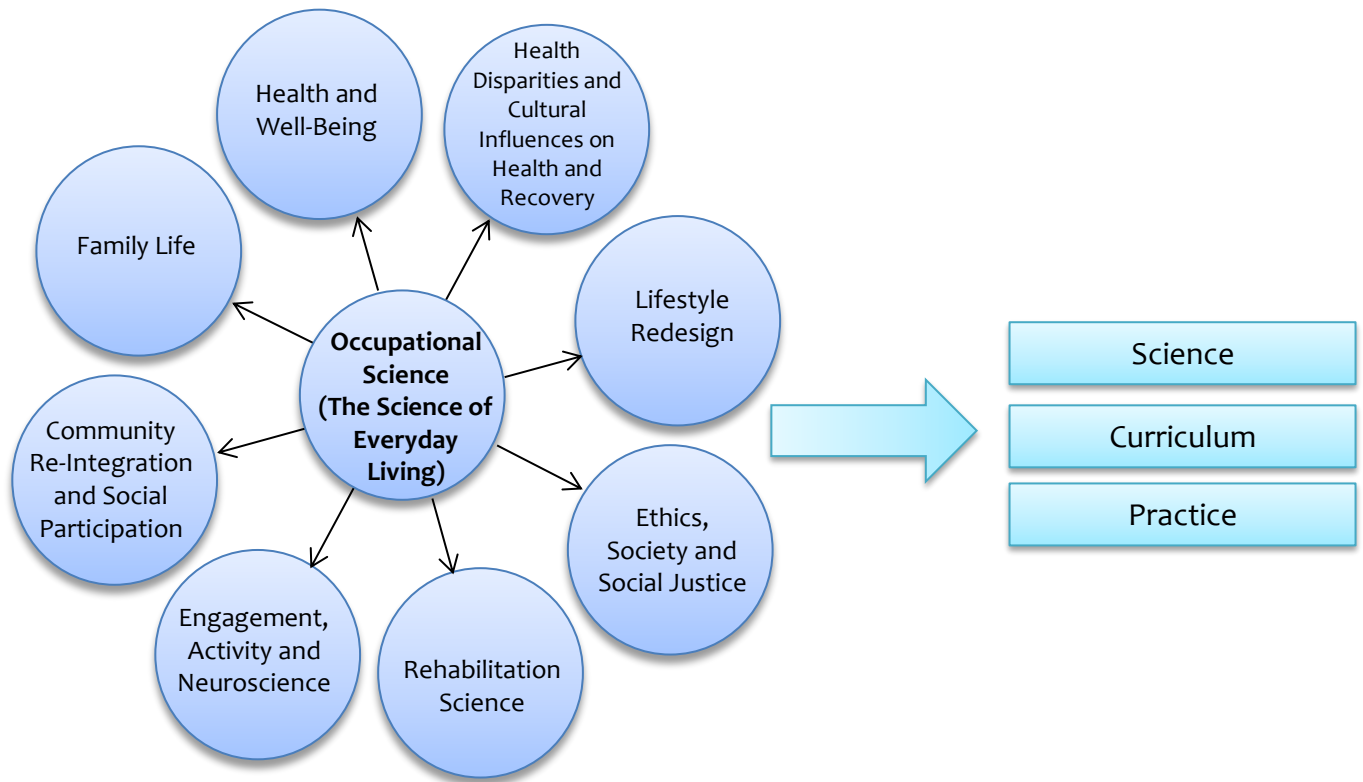 Health and
Well-Being
Health
Disparities and
Cultural
Influences on
Health and
Recovery
Family Life
Lifestyle
Redesign
Occupational
Science
(The Science of
Everyday
Living)
Community
Re-Integration
and Social
Participation
Ethics,
Society and
Social Justice
Engagement,
Activity and
Neuroscience
Rehabilitation
Science
Science
Curriculum
Practice